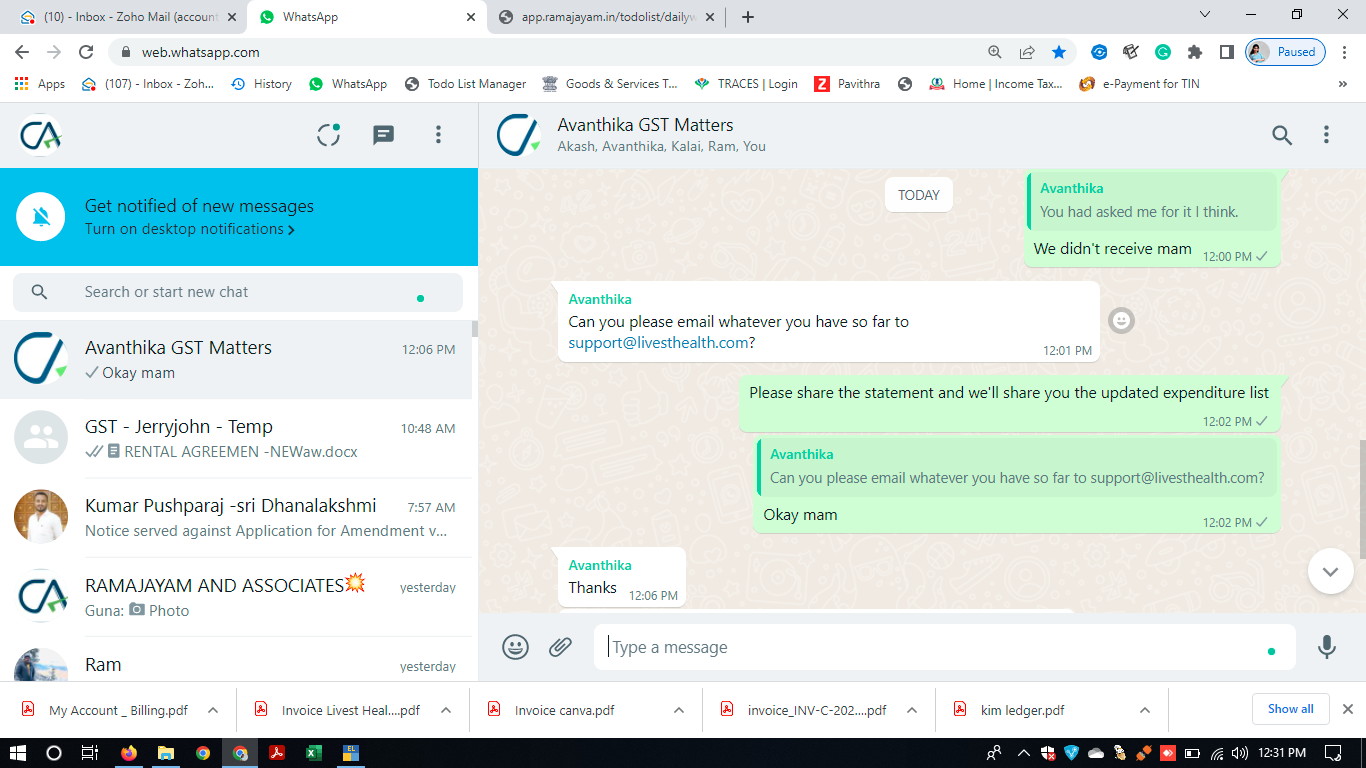 (10) - Inbox - Zoho Mail (account
WhatsApp
app.ramajayam.in/todolist/dailyw
web.whatsapp.com
Paused
Apps
(107) - Inbox - Zoh...
History
WhatsApp
Todo List Manager
Goods & Services T...
TRACES | Login
Pavithra
Home | Income Tax...
e-Payment for TIN
»
CA
Avanthika GST Matters
Akash, Avanthika, Kalai, Ram, You
Get notified of new messages
Turn on desktop notifications >
Search or start new chat
Avanthika GST Matters
12:06 PM
Okay mam
GST - Jerryjohn - Temp
10:48 AM
RENTAL AGREEMEN -NEWaw.docx
Kumar Pushparaj -sri Dhanalakshmi
7:57 AM
Notice served against Application for Amendment v...
CA
RAMAJAYAM AND ASSOCIATES💥
yesterday
Guna: Photo
Ram
yesterday
TODAY
Avanthika
You had asked me for it I think.
We didn't receive mam
12:00 PM
Avanthika
Can you please email whatever you have so far to
support@livesthealth.com?
12:01 PM
Please share the statement and we'll share you the updated expenditure list
12:02 PM
Avanthika
Can you please email whatever you have so far to support@livesthealth.com?
Okay mam
12:02 PM
Avanthika
Thanks
12:06 PM
Type a message
My Account _ Billing.pdf
Invoice Livest Heal....pdf
Invoice canva.pdf
invoice_INV-C-202....pdf
kim ledger.pdf
Show all
EL
12:31 PM